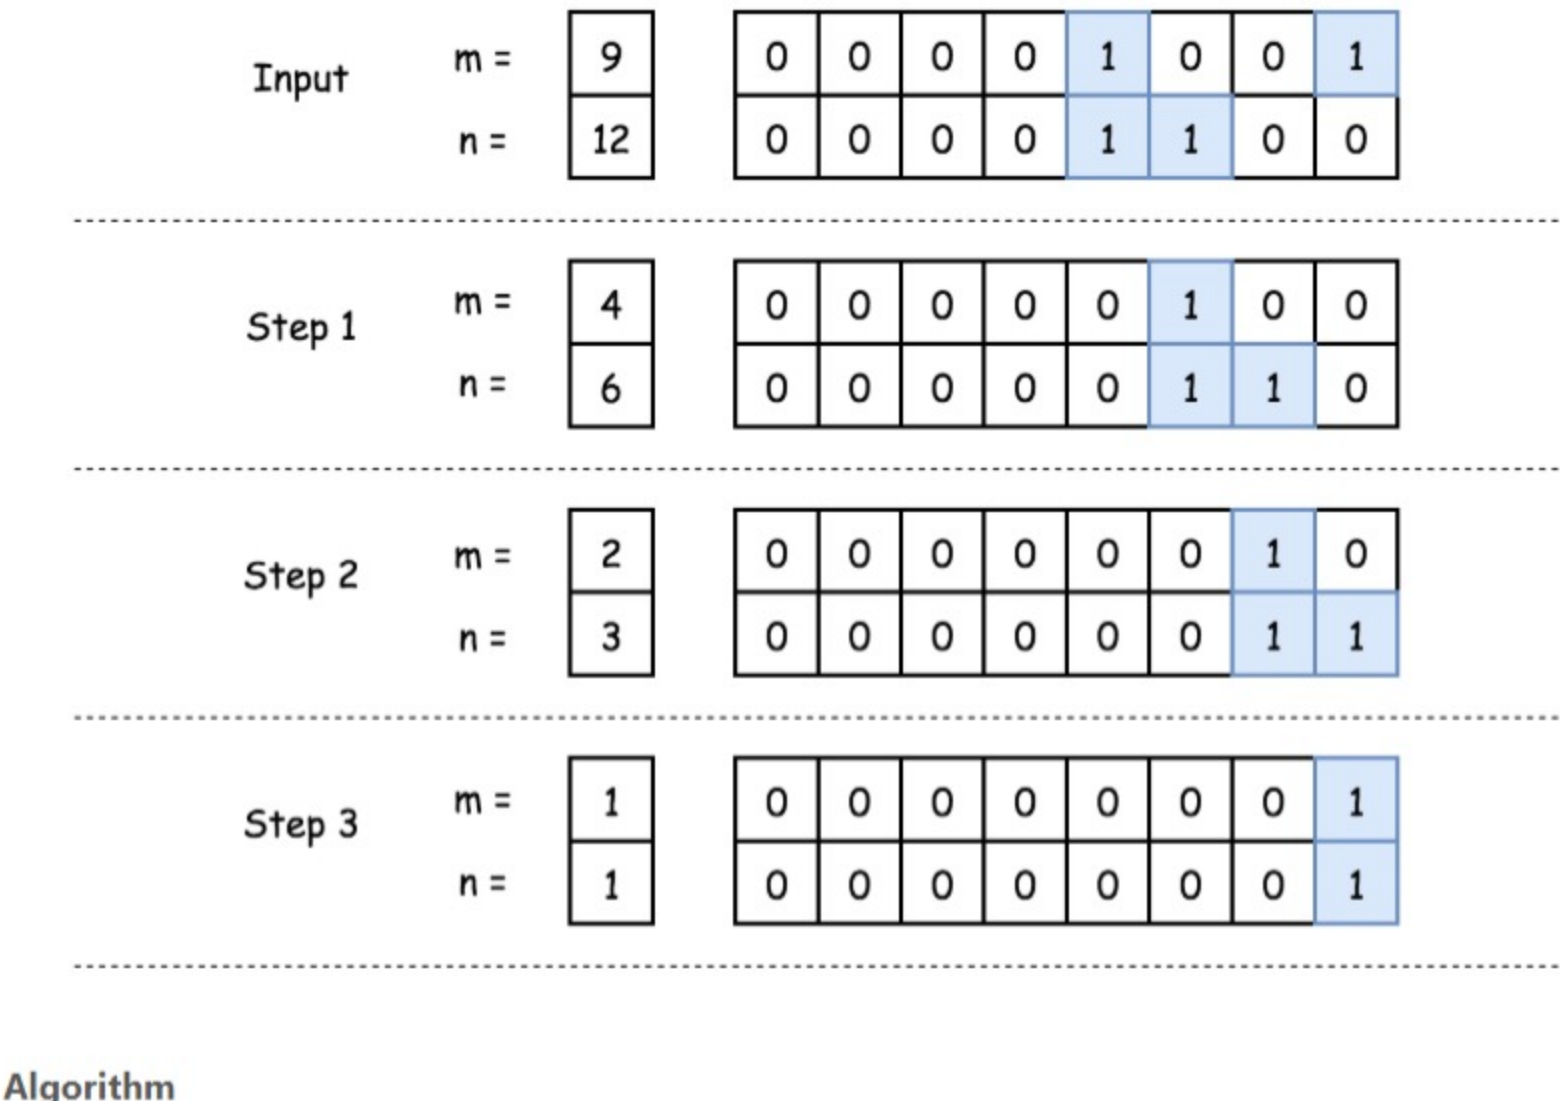 Input
m = 9 0 0 0 0 1 0 0 1
n = 12 0 0 0 0 1 1 0 0
Step 1
m = 4 0 0 0 0 0 1 0 0
n = 6 0 0 0 0 0 1 1 0
Step 2
m = 2 0 0 0 0 0 0 1 0
n = 3 0 0 0 0 0 0 1 1
Step 3
m = 1 0 0 0 0 0 0 0 1
n = 1 0 0 0 0 0 0 0 1
Algorithm